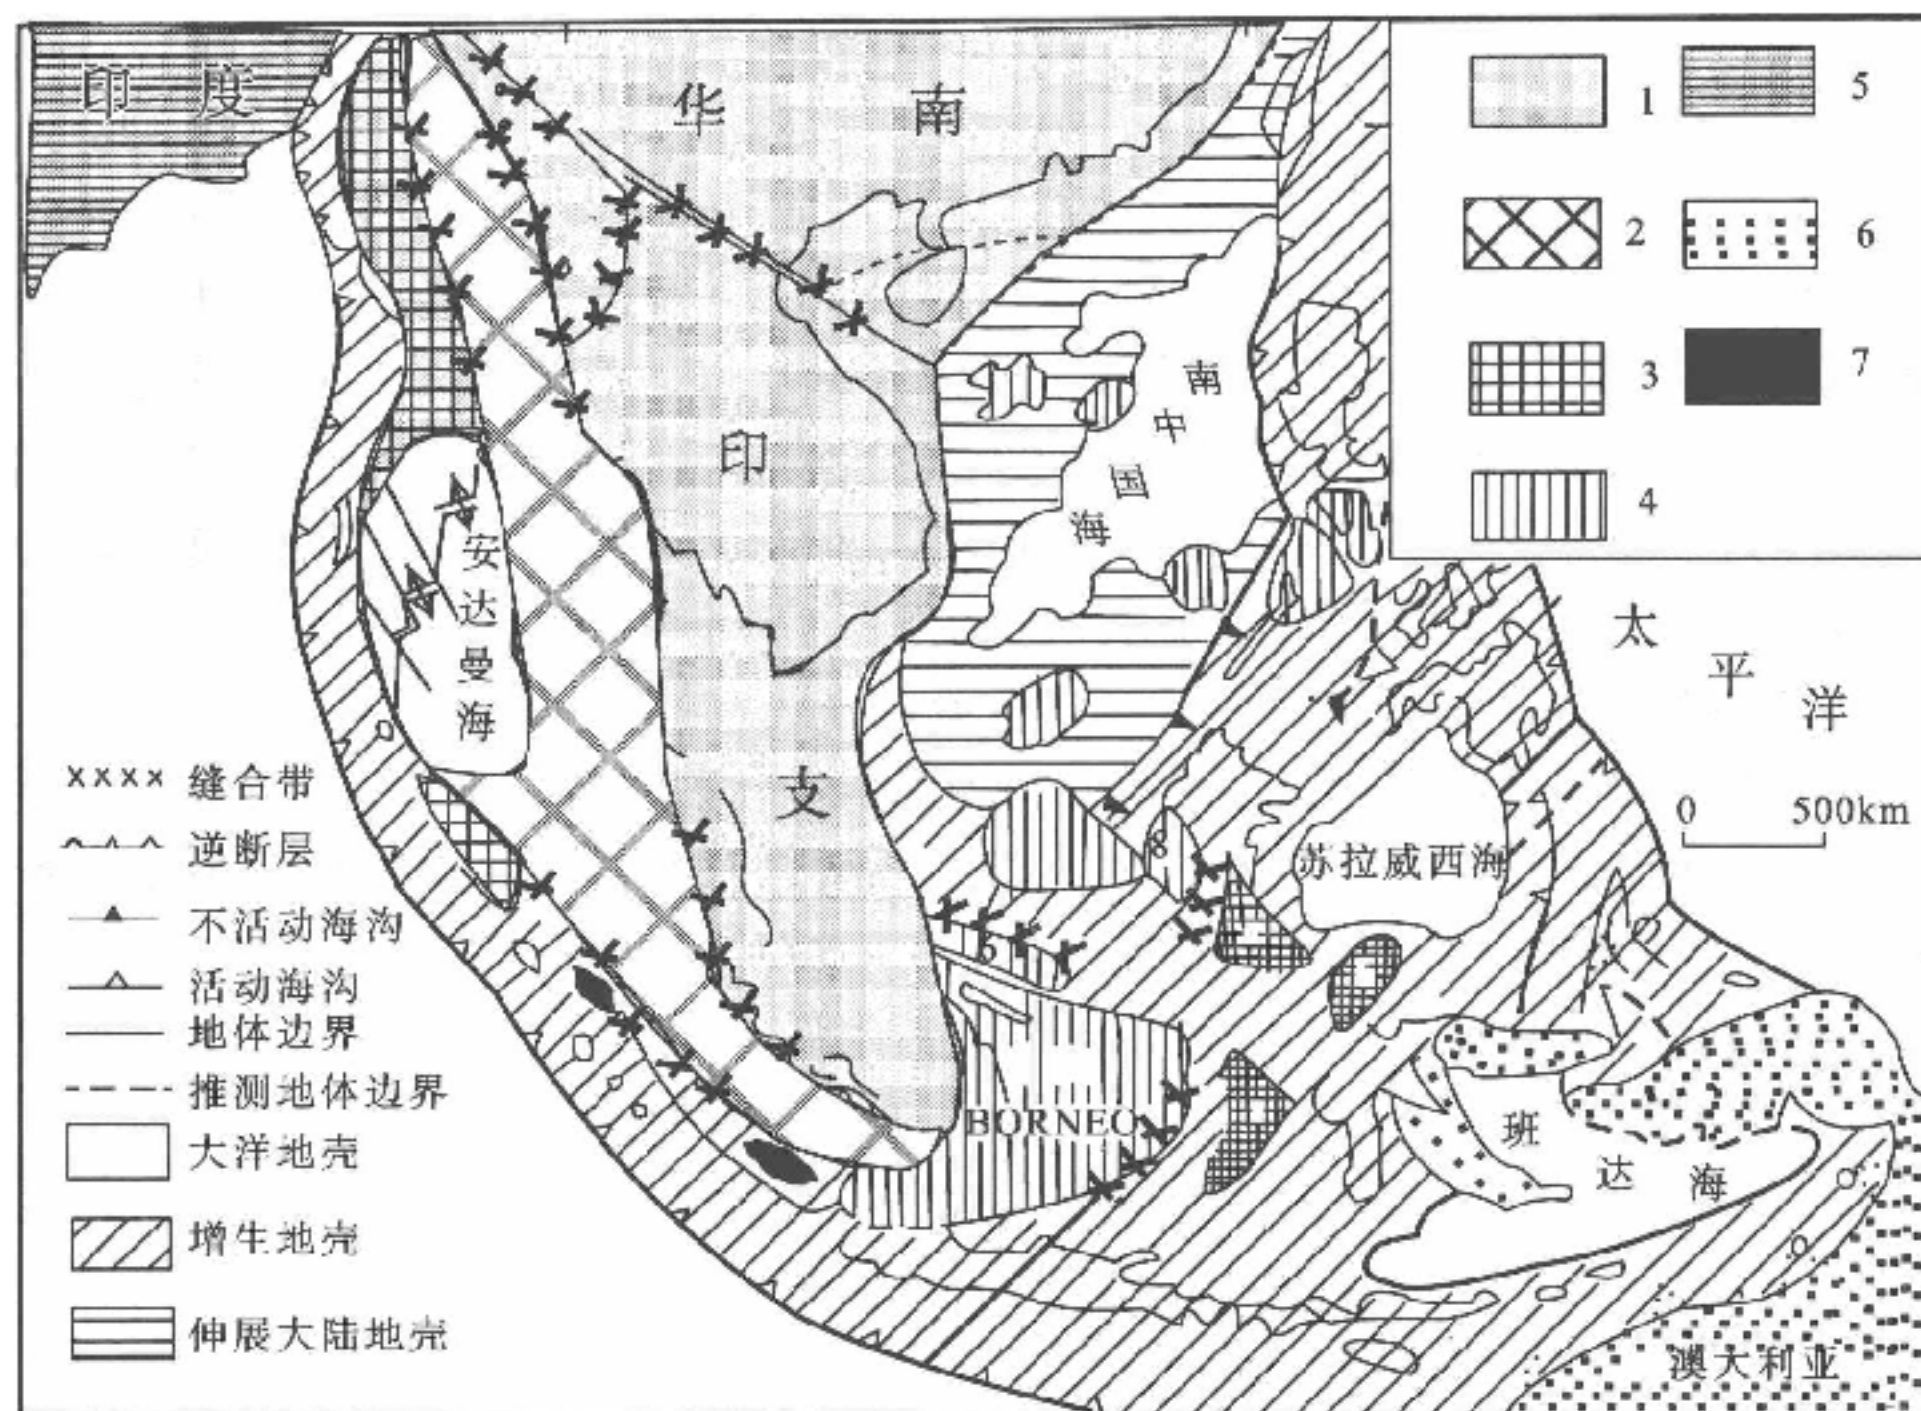 印度
华南
1
5
2
6
3
7
4
南中国海
印
安达曼海
太平洋
0 500km
支
8
苏拉威西海
6
BORNEO
班达海
澳大利亚
xxxx 缝合带
逆断层
不活动海沟
活动海沟
地体边界
推测地体边界
大洋地壳
增生地壳
伸展大陆地壳